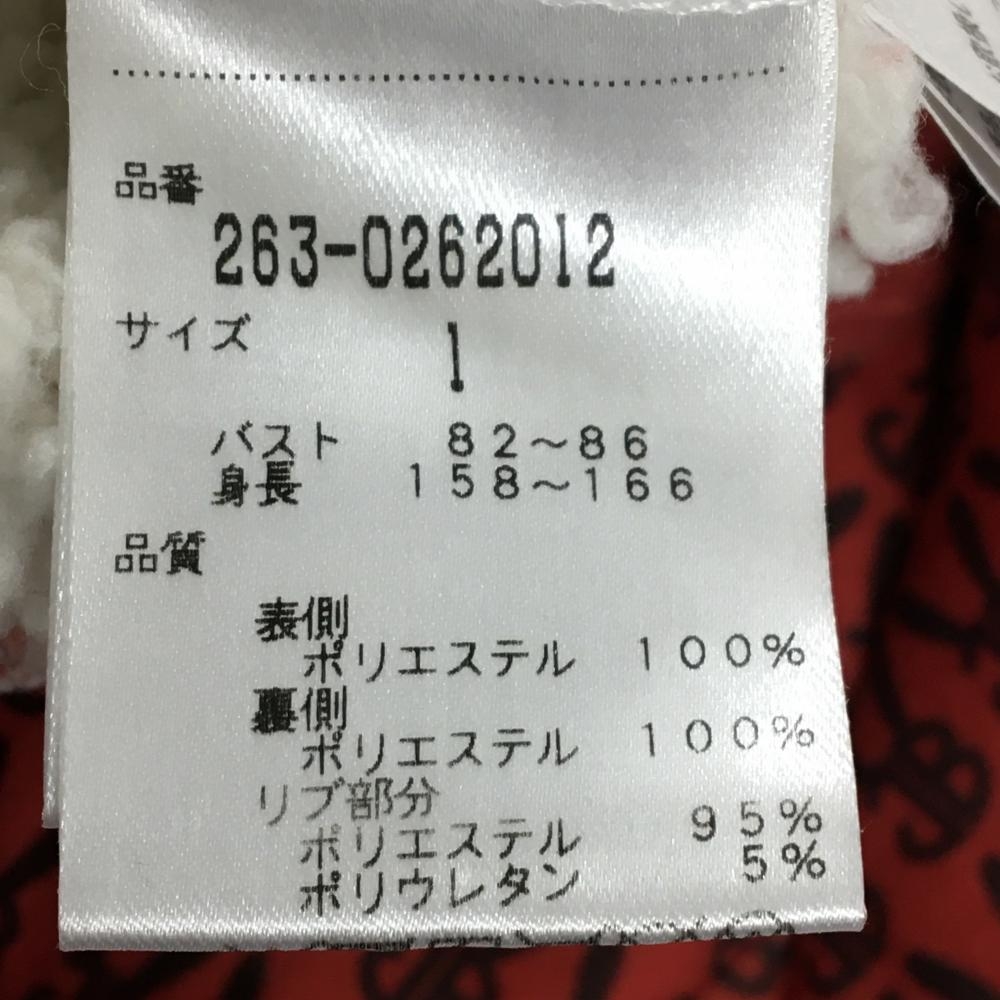 品番
263-0262012
サイズ 1
バスト 82～86
身長 158～166
品質
表側
ポリエステル 100%
裏側
ポリエステル 100%
リブ部分
ポリエステル 95%
ポリウレタン 5%